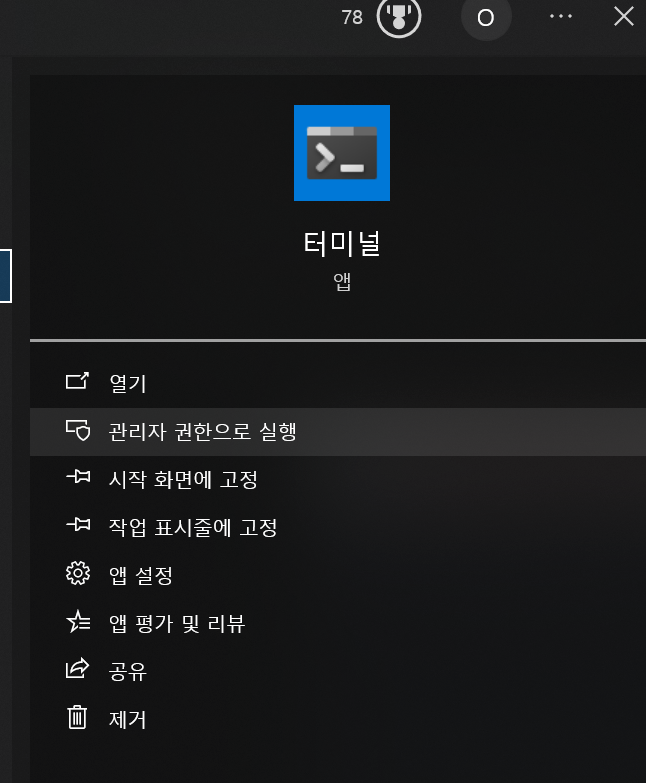 78
O
터미널
앱
열기
관리자 권한으로 실행
시작 화면에 고정
작업 표시줄에 고정
앱 설정
앱 평가 및 리뷰
공유
제거